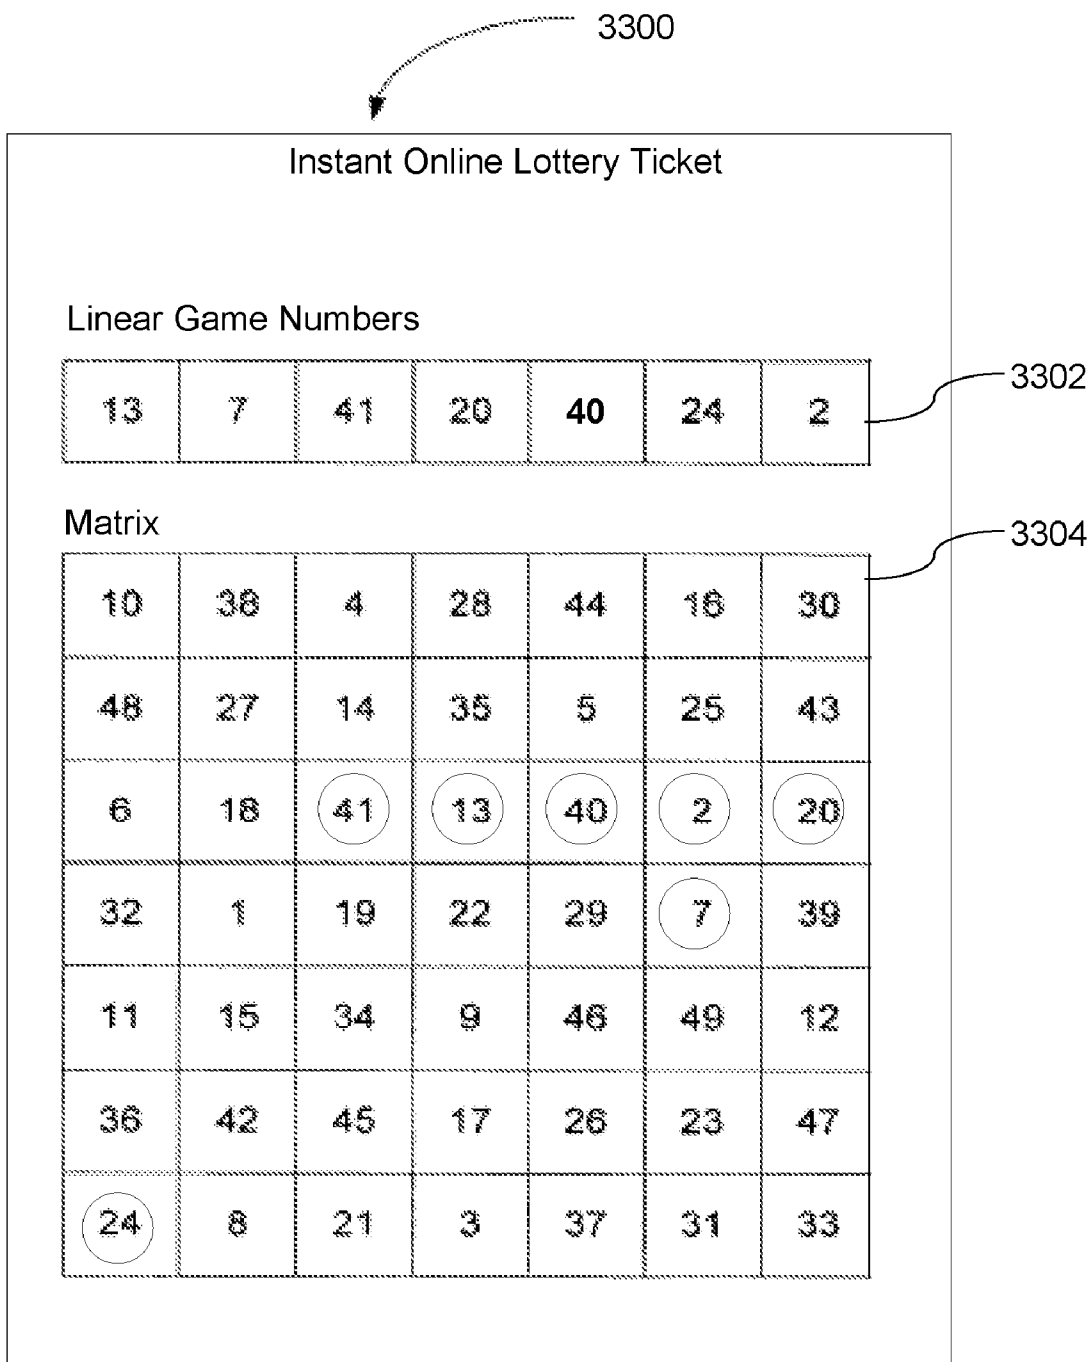 3300
Instant Online Lottery Ticket
Linear Game Numbers
13 7 41 20 40 24 2
3302
Matrix
3304
10 38 4 28 44 16 30
48 27 14 35 5 25 43
6 18 41 13 40 2 20
32 1 19 22 29 7 39
11 15 34 9 46 49 12
36 42 45 17 26 23 47
24 8 21 3 37 31 33